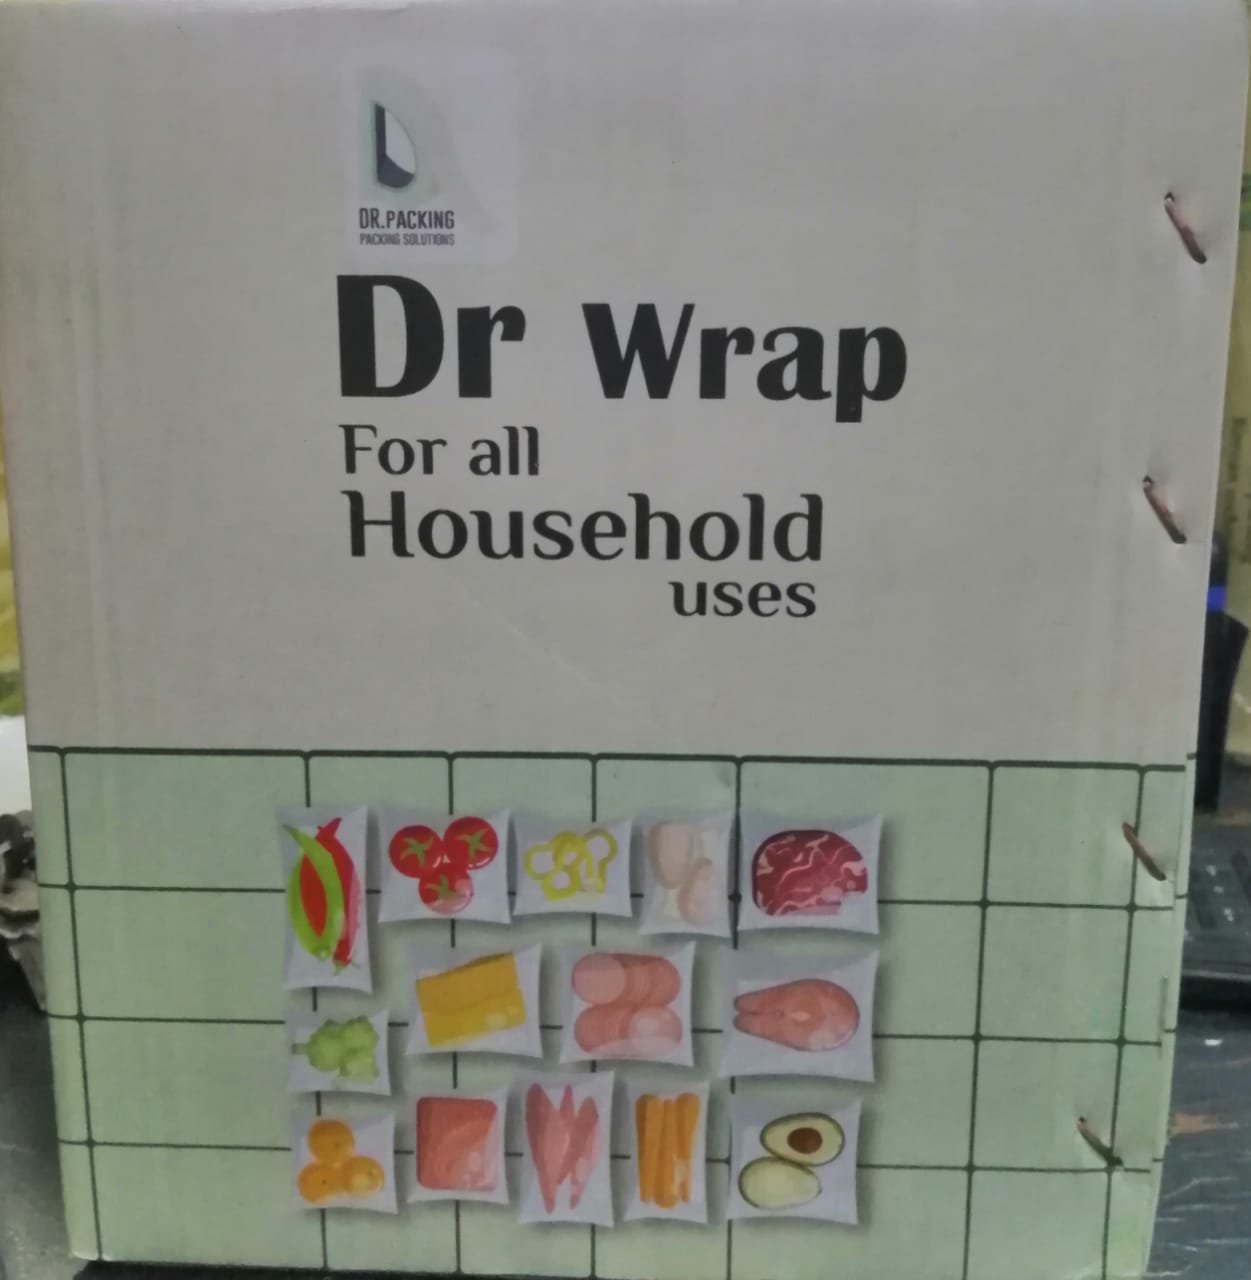 DR.PACKING
PACKING SOLUTIONS
Dr Wrap
For all
Household
uses